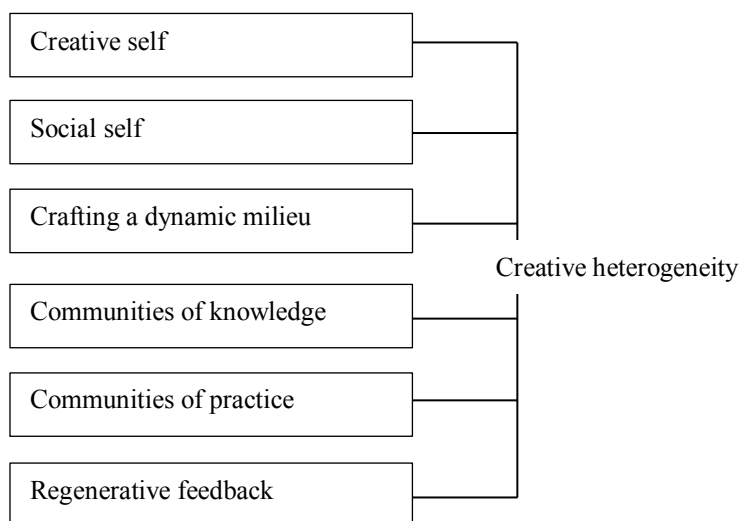 Creative self
Social self
Crafting a dynamic milieu
Creative heterogeneity
Communities of knowledge
Communities of practice
Regenerative feedback